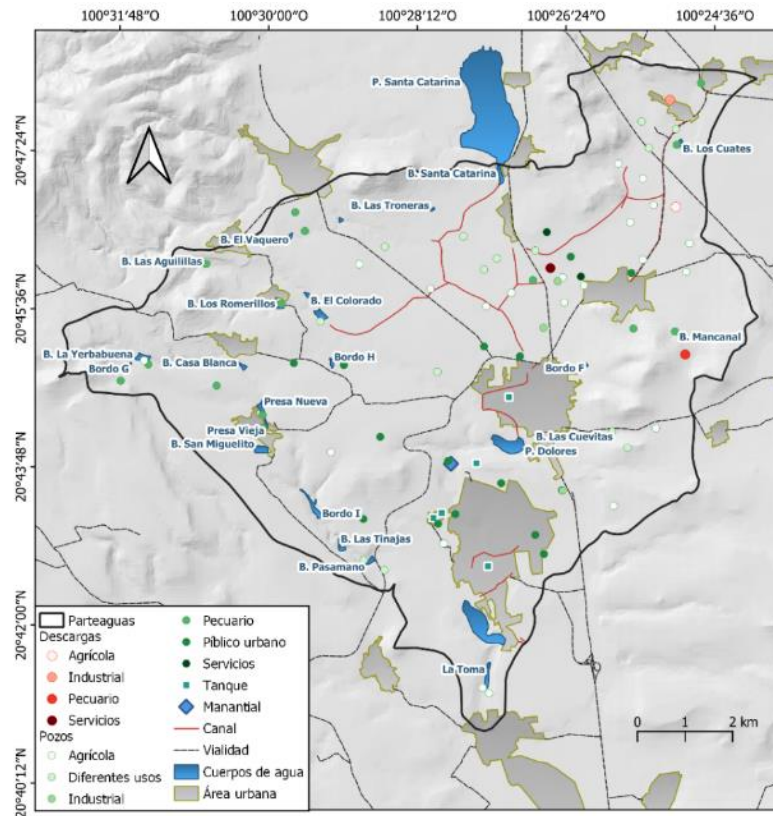 100°31'48"W 100°30'00"W 100°28'12"W 100°26'24"W 100°24'36"W
P. Santa Catarina
20°47'24"N
B. Los Cuates
B. Santa Catarina
B. Las Troneras
B. El Vaquero
B. Las Aguilillas
B. El Colorado
B. Los Romerillos
20°45'36"N
B. Mancanal
B. La Yerbabuena
B. Casa Blanca
Bordo H
Bordo F
Bordo G
Presa Nueva
B. Las Cuevitas
Presa Vieja
B. San Miguelito
P. Dolores
20°43'48"N
Bordo I
B. Las Tinajas
B. Pasamano
20°42'00"N
La Toma
20°40'12"N
Parteaguas
Descargas
Agrícola
Industrial
Pecuario
Servicios
Pozos
Agrícola
Diferentes usos
Industrial
Pecuario
Píblico urbano
Servicios
Tanque
Manantial
Canal
Vialidad
Cuerpos de agua
Área urbana
0 1 2 km